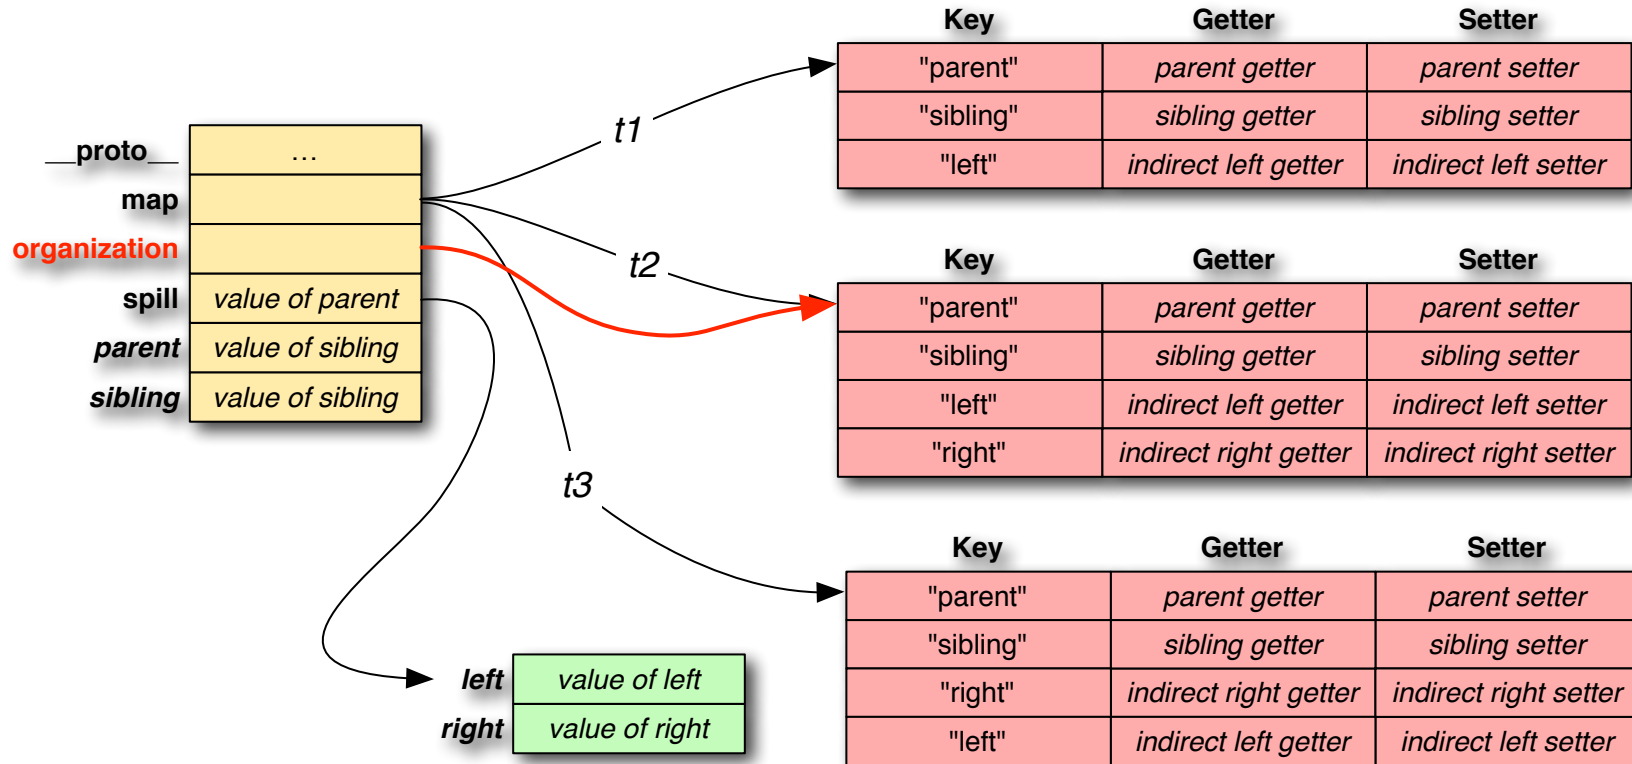 Key Getter Setter
"parent" parent getter parent setter
"sibling" sibling getter sibling setter
"left" indirect left getter indirect left setter
t1
__proto__ ...
map
organization
spill value of parent
parent value of sibling
sibling value of sibling
t2
Key Getter Setter
"parent" parent getter parent setter
"sibling" sibling getter sibling setter
"left" indirect left getter indirect left setter
"right" indirect right getter indirect right setter
t3
Key Getter Setter
"parent" parent getter parent setter
"sibling" sibling getter sibling setter
"right" indirect right getter indirect right setter
"left" indirect left getter indirect left setter
left value of left
right value of right